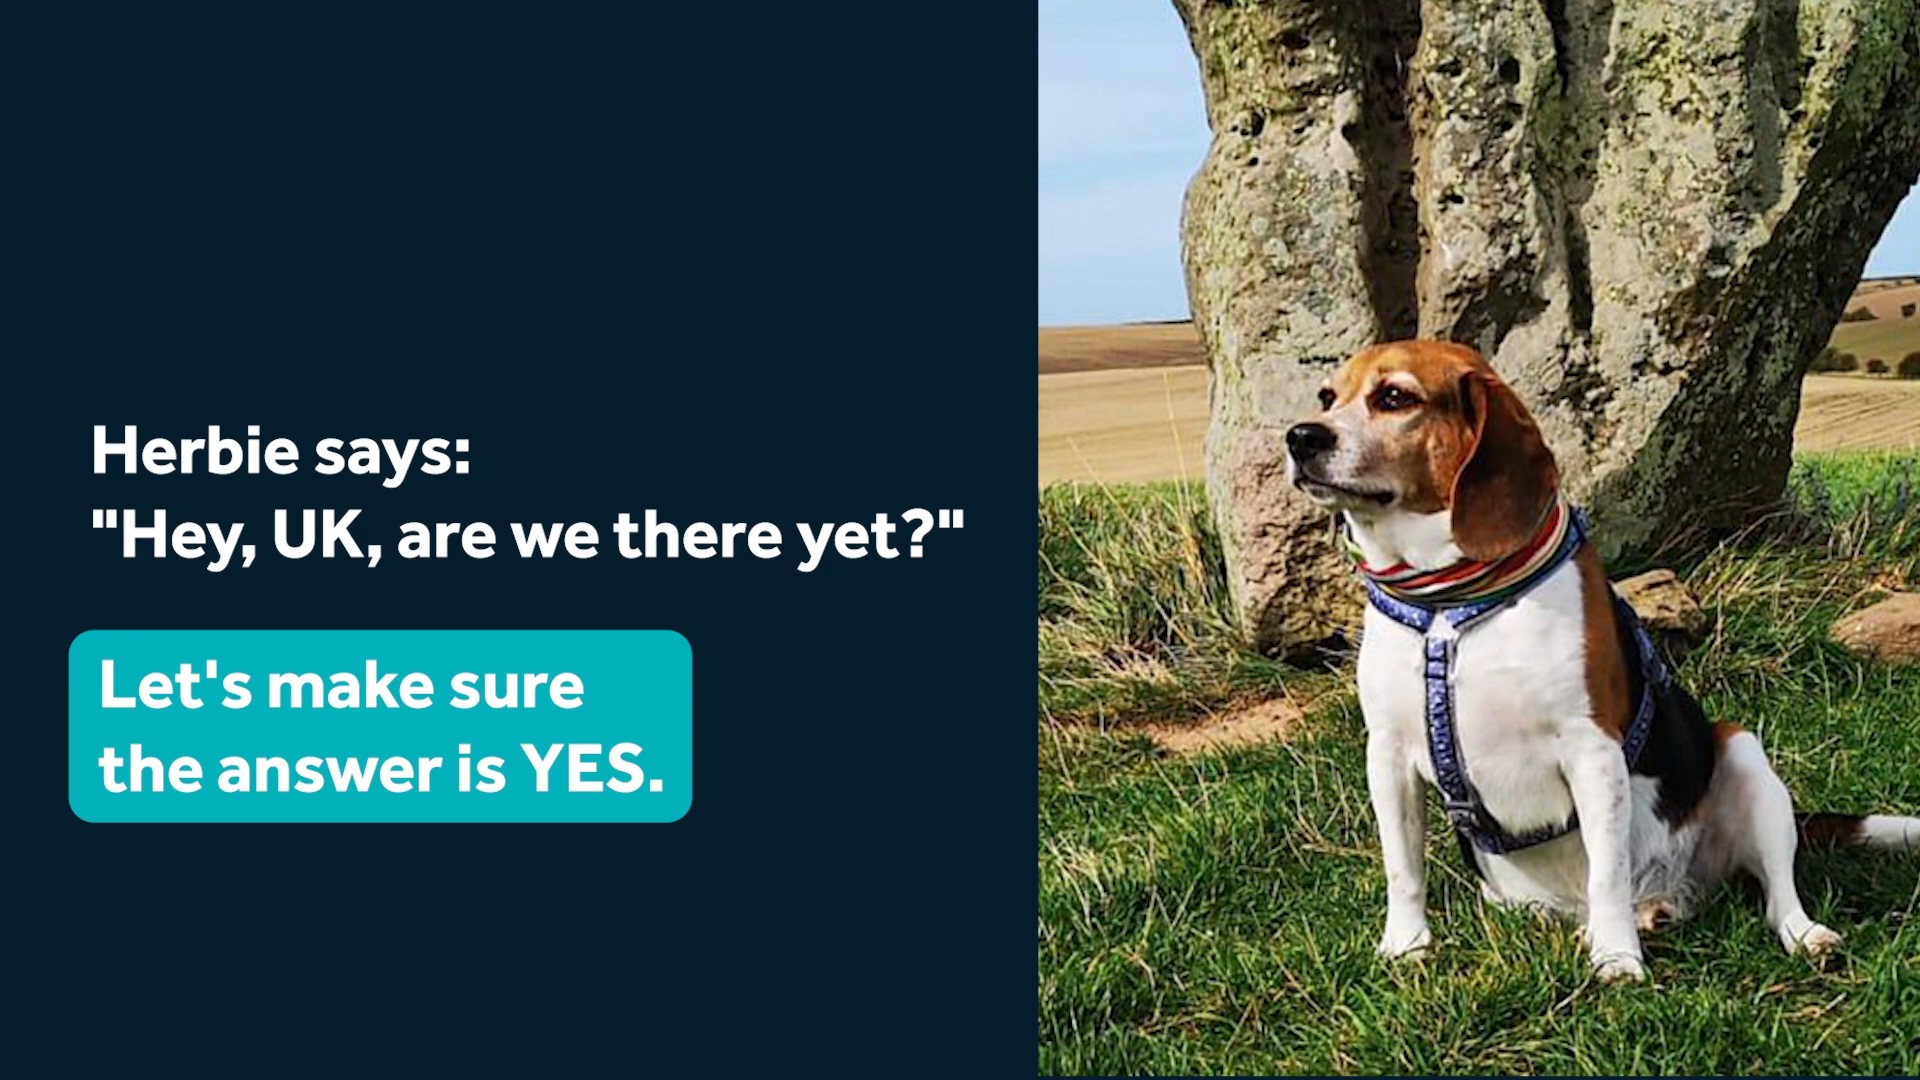 Herbie says:
"Hey, UK, are we there yet?"
Let's make sure
the answer is YES.